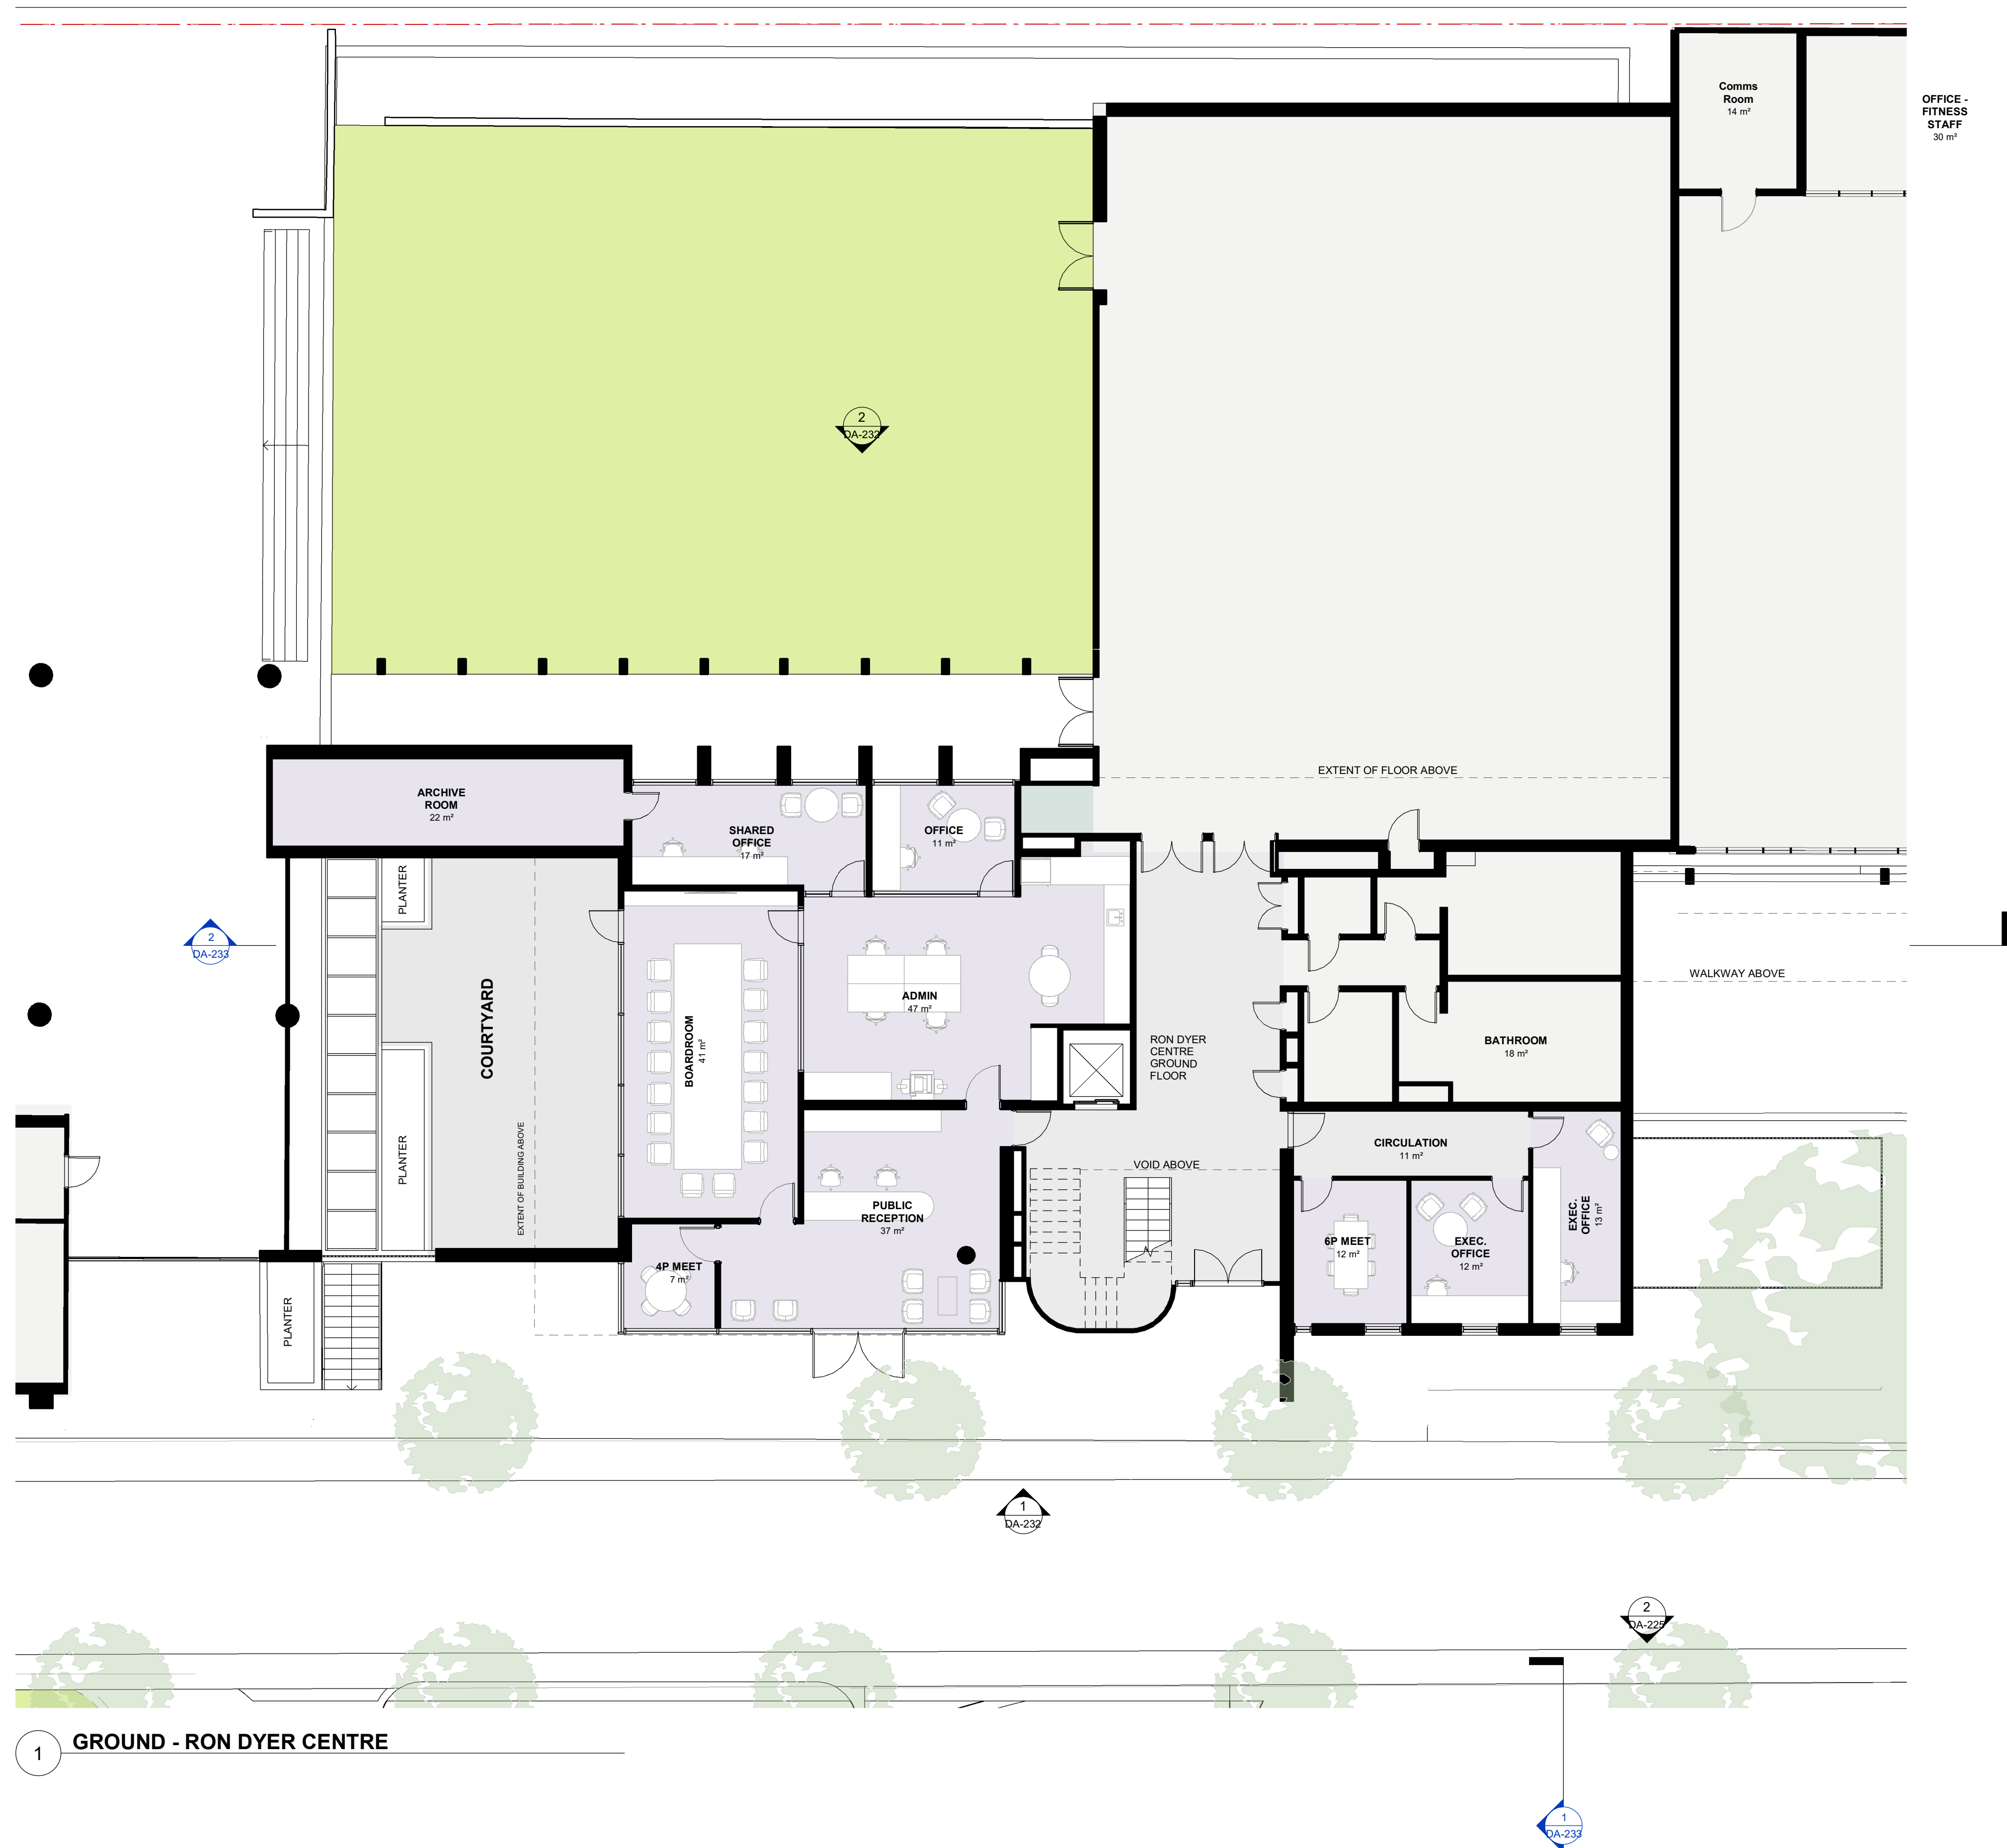 Comms
Room
14 m²
OFFICE -
FITNESS
STAFF
30 m²
2
DA-232
EXTENT OF FLOOR ABOVE
ARCHIVE
ROOM
22 m²
SHARED
OFFICE
17 m²
OFFICE
11 m²
PLANTER
2
DA-233
COURTYARD
WALKWAY ABOVE
ADMIN
47 m²
BOARDROOM
41 m²
RON DYER
CENTRE
GROUND
FLOOR
BATHROOM
18 m²
PLANTER
EXTENT OF BUILDING ABOVE
VOID ABOVE
CIRCULATION
11 m²
PUBLIC
RECEPTION
37 m²
EXEC.
OFFICE
13 m²
4P MEET
7 m²
6P MEET
12 m²
EXEC.
OFFICE
12 m²
PLANTER
1
DA-232
2
DA-225
1
GROUND - RON DYER CENTRE
1
DA-233